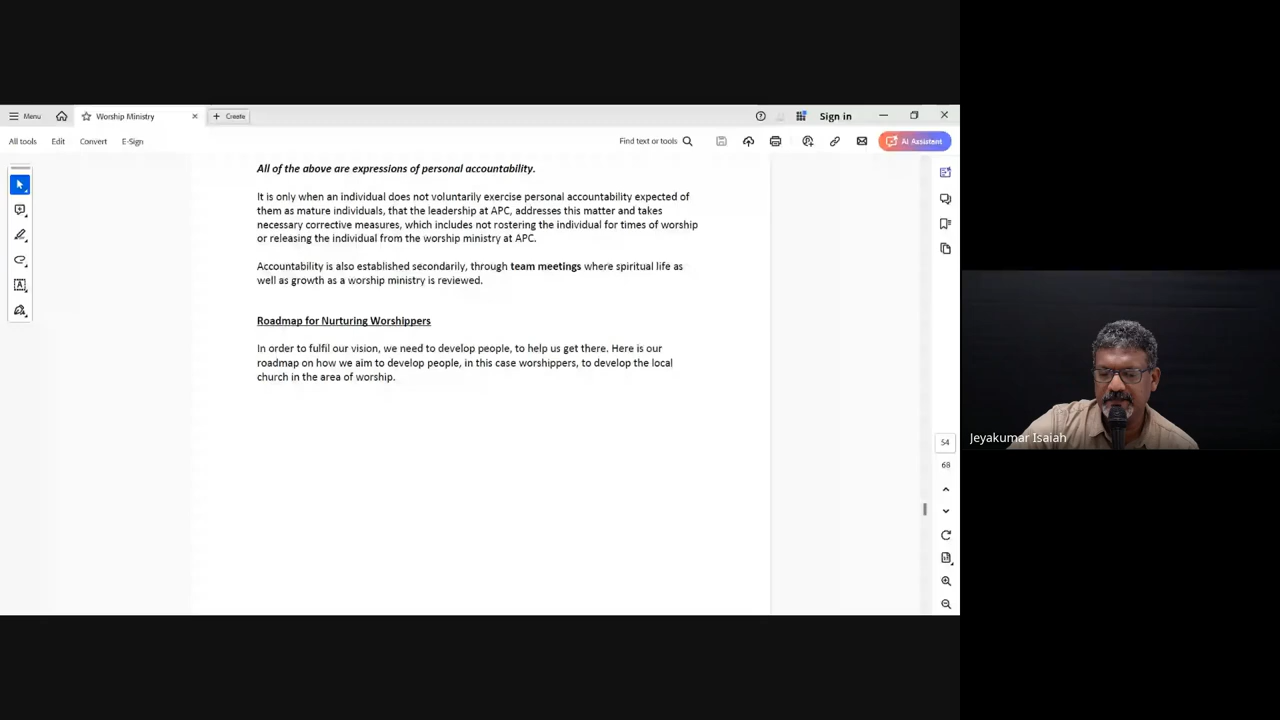 Menu
Worship Ministry
Create
Sign in
All tools
Edit
Convert
E-Sign
Find text or tools
AI Assistant
All of the above are expressions of personal accountability.
It is only when an individual does not voluntarily exercise personal accountability expected of
them as mature individuals, that the leadership at APC, addresses this matter and takes
necessary corrective measures, which includes not rostering the individual for times of worship
or releasing the individual from the worship ministry at APC.
Accountability is also established secondarily, through team meetings where spiritual life as
well as growth as a worship ministry is reviewed.
Roadmap for Nurturing Worshippers
In order to fulfil our vision, we need to develop people, to help us get there. Here is our
roadmap on how we aim to develop people, in this case worshippers, to develop the local
church in the area of worship.
54
68
Jeyakumar Isaiah